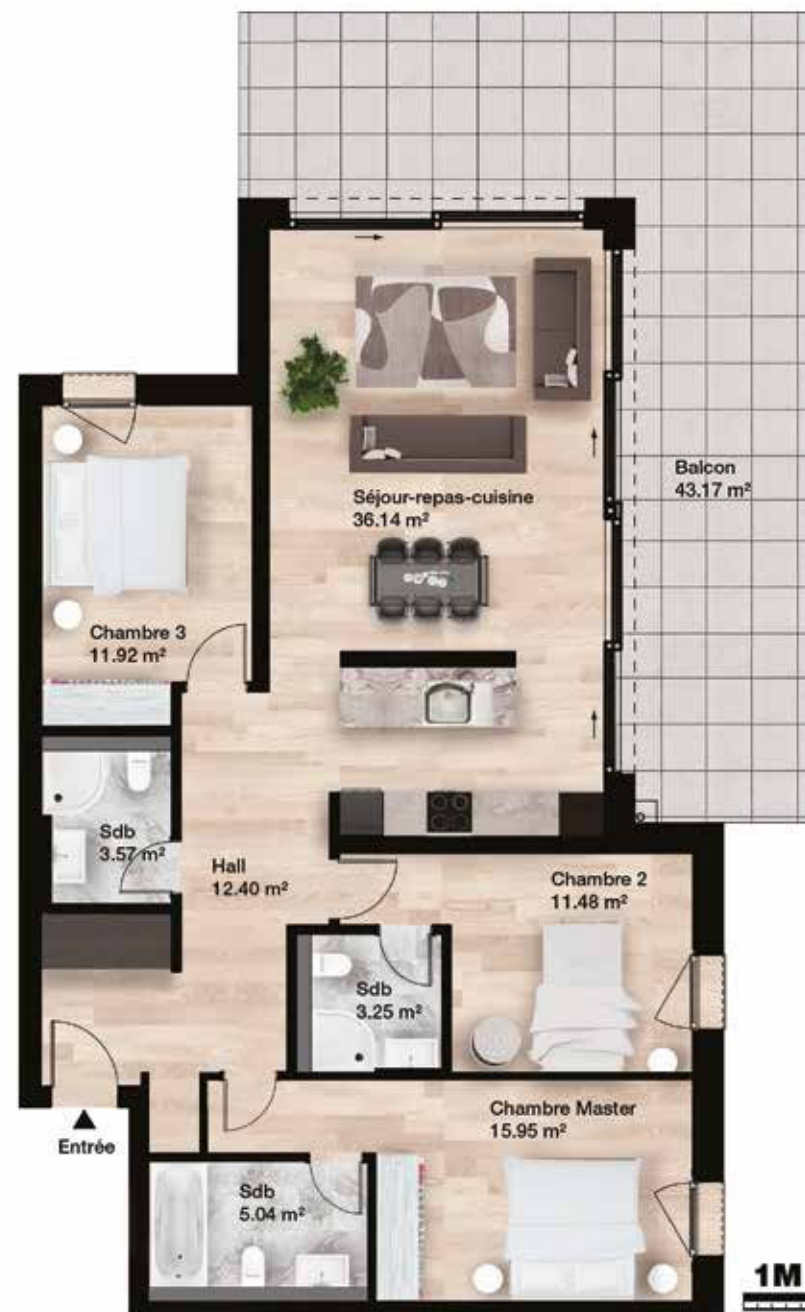 Balcon
43.17 m²
Séjour-repas-cuisine
36.14 m²
Chambre 3
11.92 m²
Sdb
3.57 m²
Hall
12.40 m²
Chambre 2
11.48 m²
Sdb
3.25 m²
Entrée
Chambre Master
15.95 m²
Sdb
5.04 m²
1M